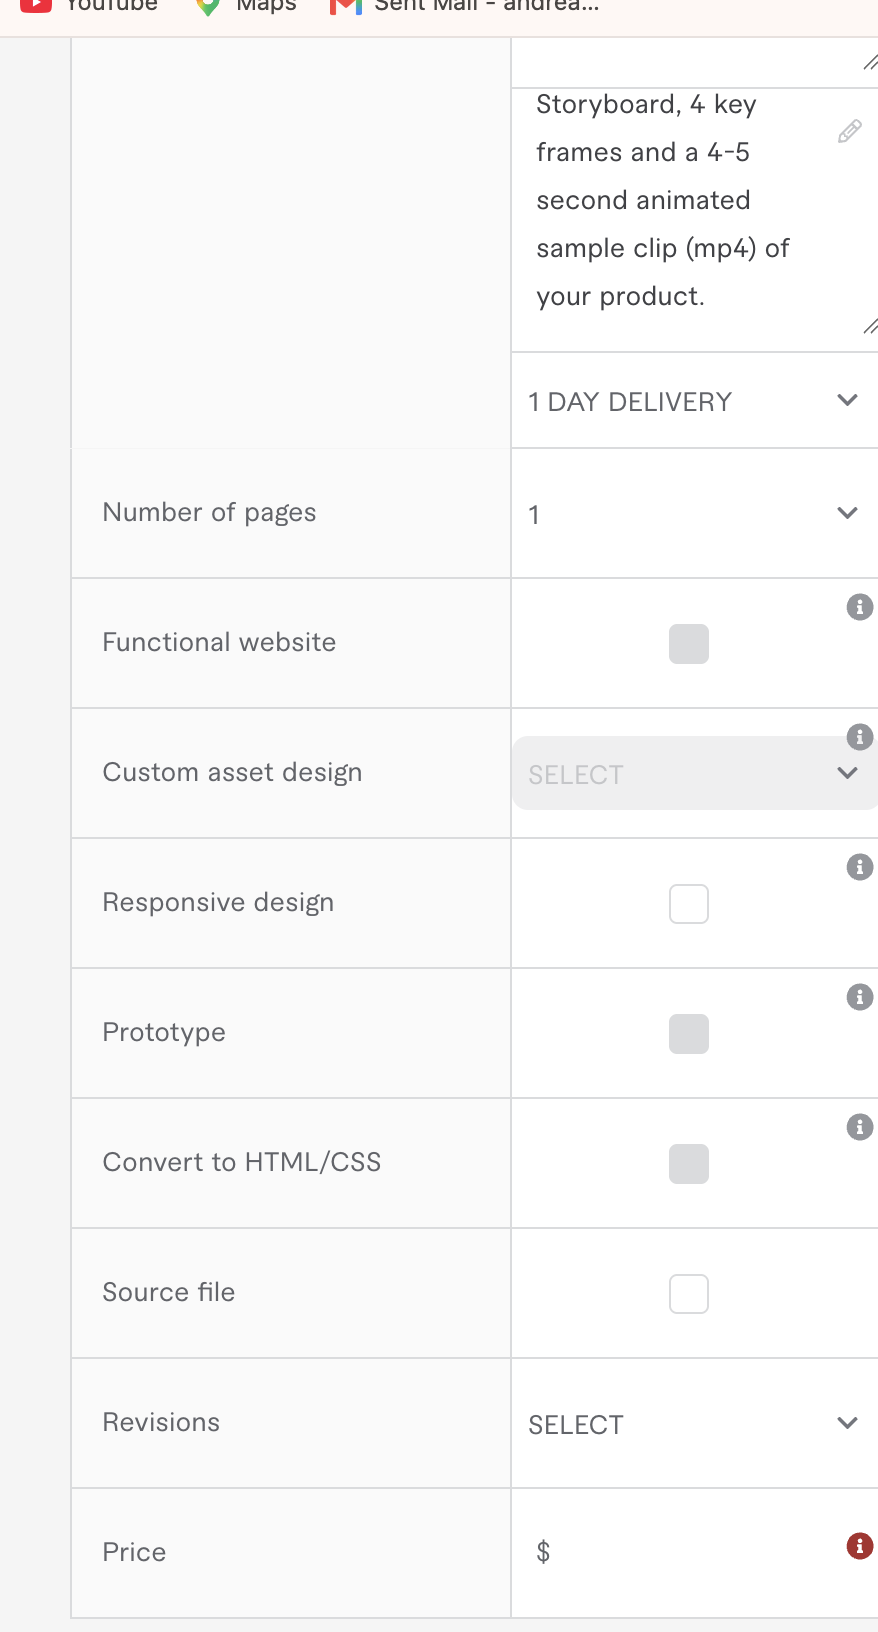 YouTube Maps Sent Mail - andrea...
Storyboard, 4 key
frames and a 4-5
second animated
sample clip (mp4) of
your product.
1 DAY DELIVERY
Number of pages 1
Functional website
Custom asset design SELECT
Responsive design
Prototype
Convert to HTML/CSS
Source file
Revisions SELECT
Price $